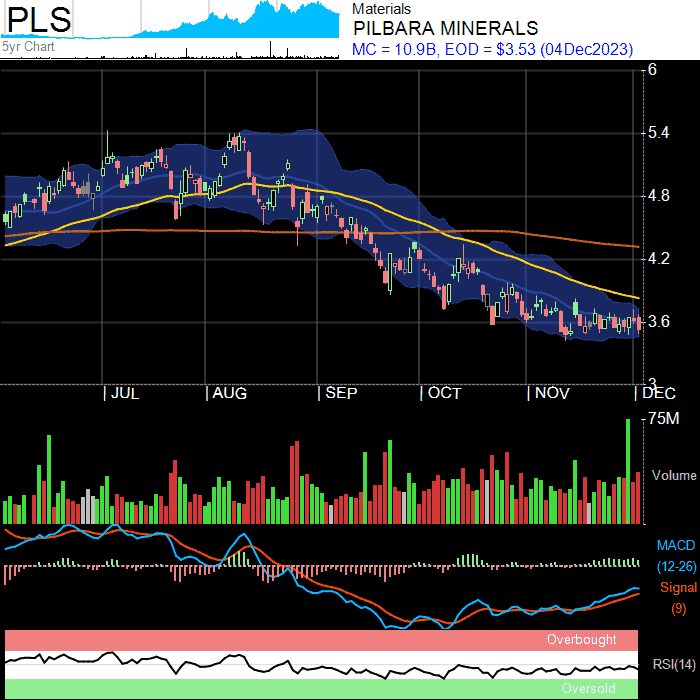 PLS
5yr Chart
Materials
PILBARA MINERALS
MC = 10.9B, EOD = $3.53 (04Dec2023)
6
5.4
4.8
4.2
3.6
3
JUL AUG SEP OCT NOV DEC
75M
Volume
MACD
(12-26)
Signal
(9)
Overbought
RSI(14)
Oversold